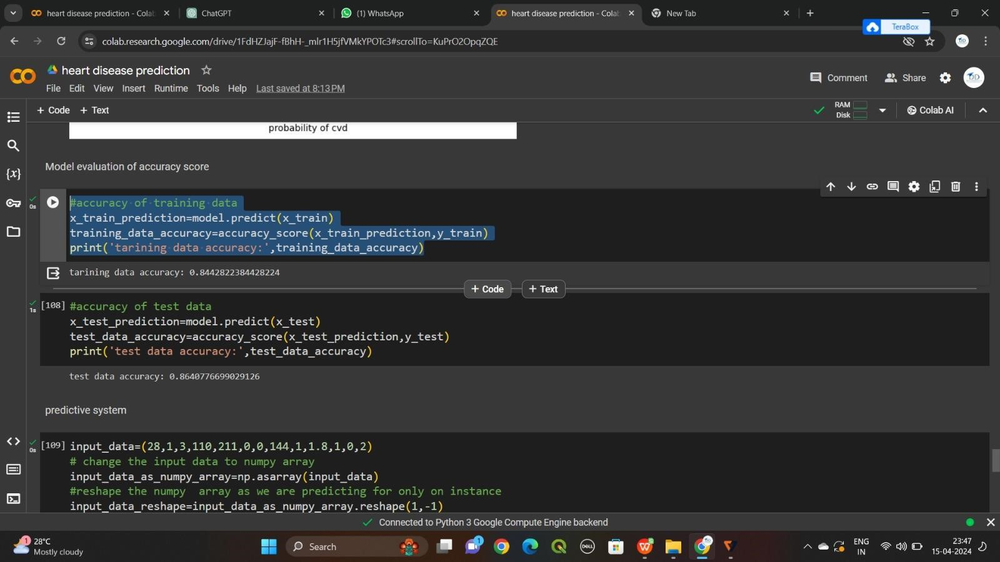 heart disease prediction - Colab
ChatGPT
(1) WhatsApp
heart disease prediction - Colab
New Tab
TeraBox
colab.research.google.com/drive/1FdHZJajF-fBhH-_mlr1H5jfVMkYPOTc3#scrollTo=KuPrO2OpqZQE
heart disease prediction
Comment
Share
File Edit View Insert Runtime Tools Help Last saved at 8:13 PM
+ Code + Text
RAM
Disk
Colab AI
probability of cvd
Model evaluation of accuracy score
0s
#accuracy of training data
x_train_prediction=model.predict(x_train)
training_data_accuracy=accuracy_score(x_train_prediction,y_train)
print('tarining data accuracy:',training_data_accuracy)
tarining data accuracy: 0.8442822384428224
+ Code + Text
1s
[108] #accuracy of test data
x_test_prediction=model.predict(x_test)
test_data_accuracy=accuracy_score(x_test_prediction,y_test)
print('test data accuracy:',test_data_accuracy)
test data accuracy: 0.8640776699029126
predictive system
0s
[109] input_data=(28,1,3,110,211,0,0,144,1,1.8,1,0,2)
# change the input data to numpy array
input_data_as_numpy_array=np.asarray(input_data)
#reshape the numpy  array as we are predicting for only on instance
input_data_reshape=input_data_as_numpy_array.reshape(1,-1)
Connected to Python 3 Google Compute Engine backend
1
28°C
Mostly cloudy
Search
1
DELL
ENG
IN
23:47
15-04-2024